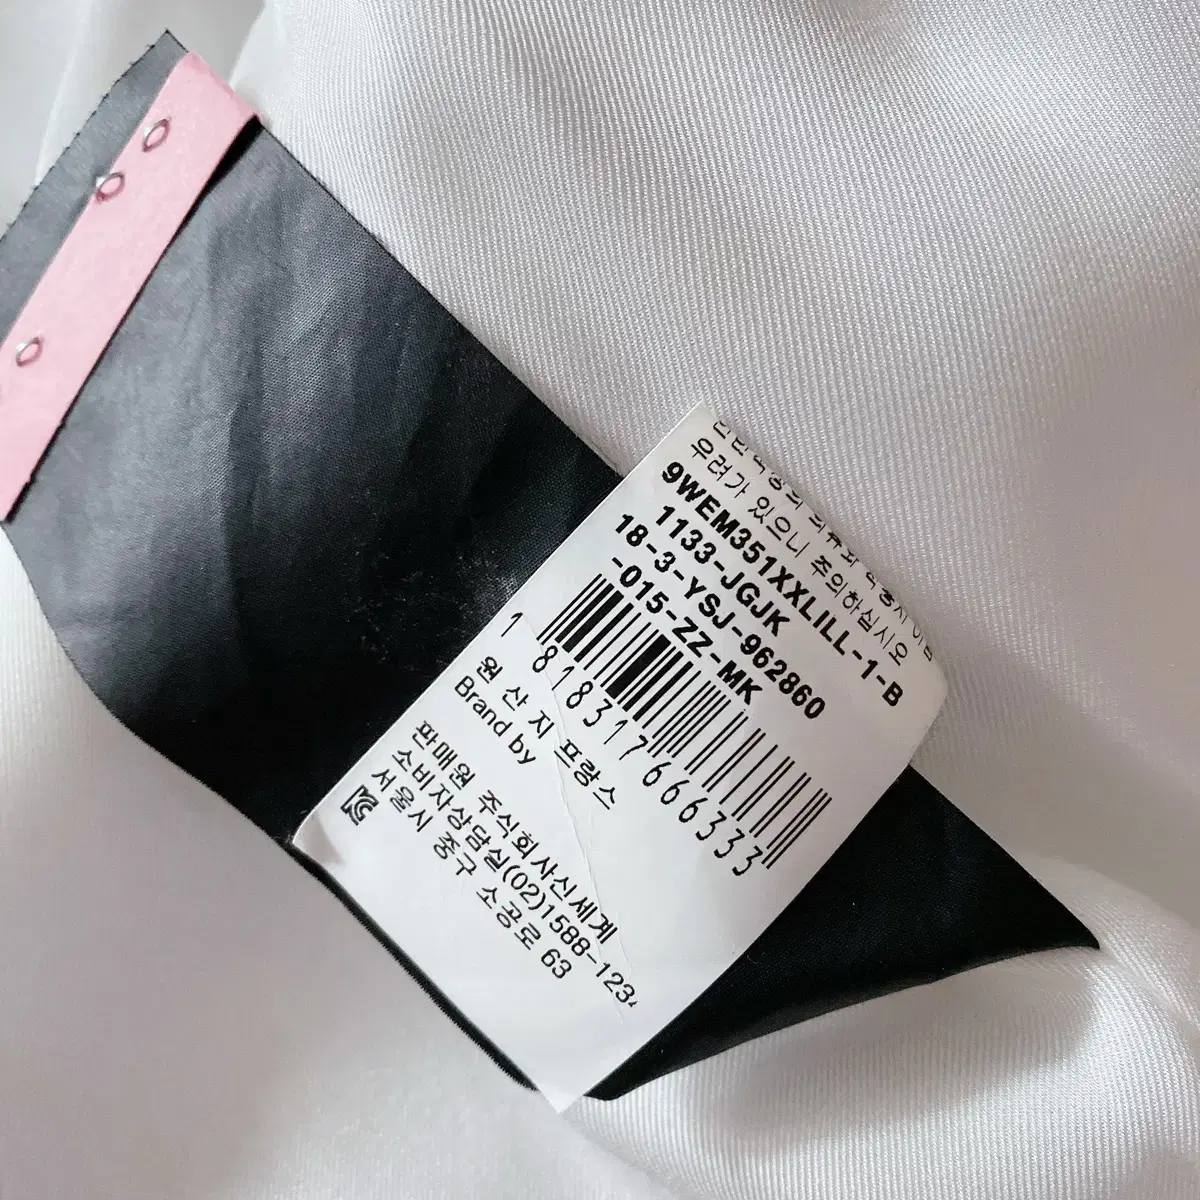 우려가 있으니 주의하십시오
9WEM351XXLILL-1-B
1133-JGJK
18-3-YSJ-962860
-015-ZZ-MK
1 818317 666333
원 산 지 프랑스
Brand by
판매원 주식회사신세계
소비자상담실(02)1588-1234
서울시 중구 소공로 63